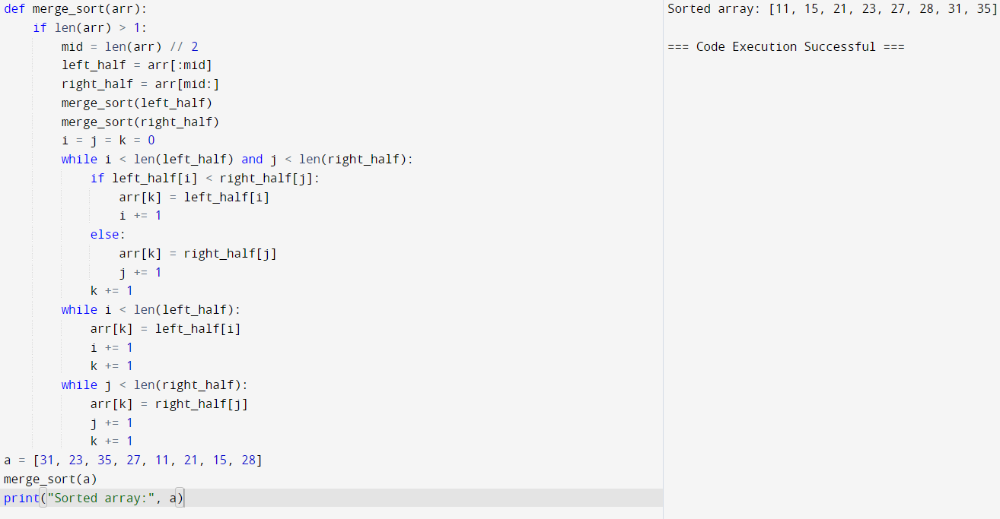 def merge_sort(arr):
    if len(arr) > 1:
        mid = len(arr) // 2
        left_half = arr[:mid]
        right_half = arr[mid:]
        merge_sort(left_half)
        merge_sort(right_half)
        i = j = k = 0
        while i < len(left_half) and j < len(right_half):
            if left_half[i] < right_half[j]:
                arr[k] = left_half[i]
                i += 1
            else:
                arr[k] = right_half[j]
                j += 1
            k += 1
        while i < len(left_half):
            arr[k] = left_half[i]
            i += 1
            k += 1
        while j < len(right_half):
            arr[k] = right_half[j]
            j += 1
            k += 1
a = [31, 23, 35, 27, 11, 21, 15, 28]
merge_sort(a)
print("Sorted array:", a)
Sorted array: [11, 15, 21, 23, 27, 28, 31, 35]
=== Code Execution Successful ===